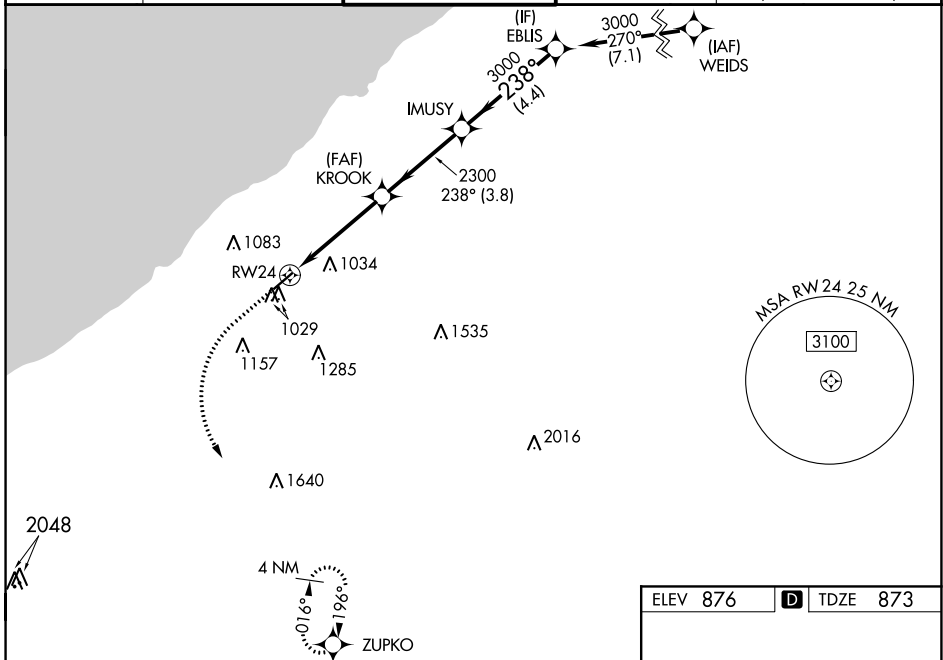 (IF)
EBLIS
3000
270°
(7.1)
(IAF)
WEIDS
3000
238°
(4.4)
IMUSY
(FAF)
KROOK
2300
238° (3.8)
1083
RW24
1034
1029
1535
1157
1285
MSA RW24 25 NM
3100
2016
1640
2048
4 NM
016°
196°
ZUPKO
ELEV 876 D TDZE 873